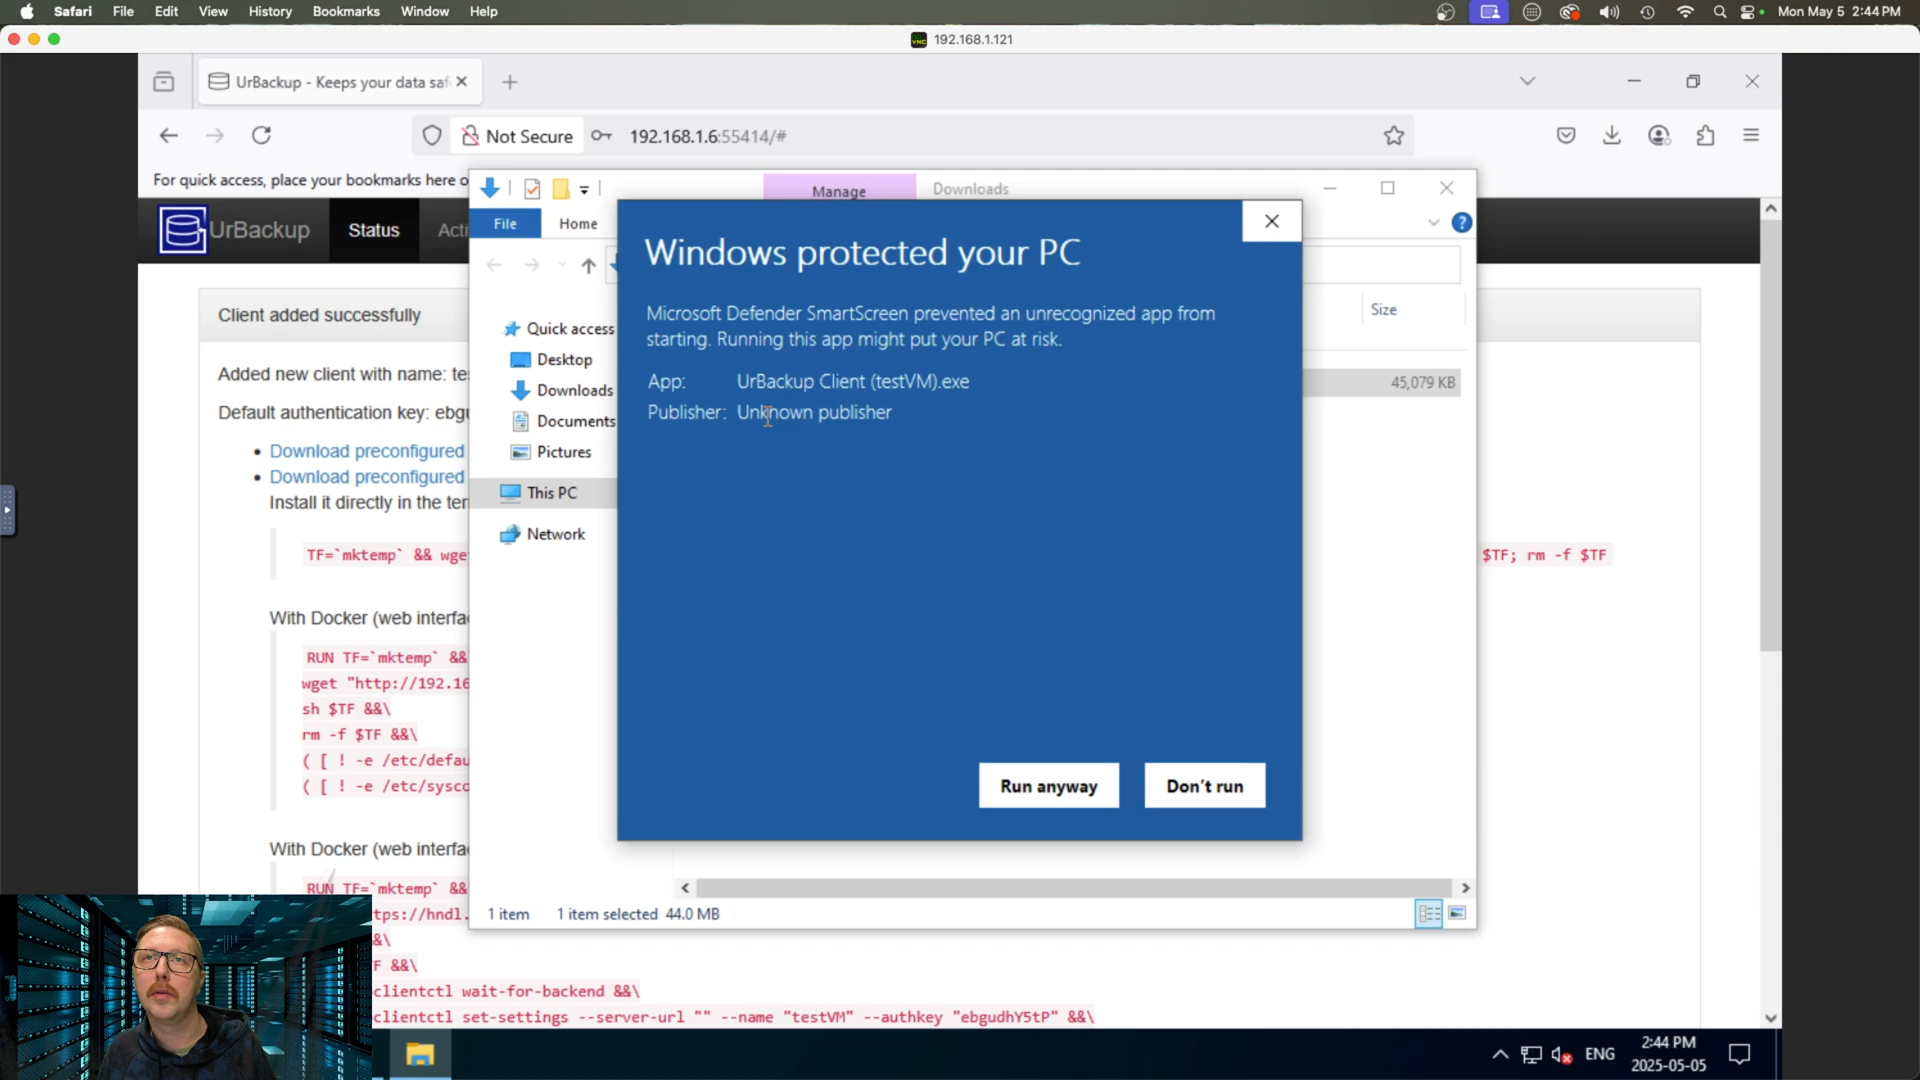 Safari File Edit View History Bookmarks Window Help Mon May 5 2:44 PM
VNC 192.168.1.121
UrBackup - Keeps your data saf
Not Secure 192.168.1.6:55414/#
For quick access, place your bookmarks here o
Manage Downloads
File Home
UrBackup Status Acti
Windows protected your PC
Microsoft Defender SmartScreen prevented an unrecognized app from
starting. Running this app might put your PC at risk.
App: UrBackup Client (testVM).exe
Publisher: Unknown publisher
Run anyway Don't run
Size
45,079 KB
Quick access
Desktop
Downloads
Documents
Pictures
This PC
Network
1 item 1 item selected 44.0 MB
Client added successfully
Added new client with name: te
Default authentication key: ebgu
Download preconfigured
Download preconfigured
Install it directly in the ter
TF=`mktemp` && wge $TF; rm -f $TF
With Docker (web interfa
RUN TF=`mktemp` &&
wget "http://192.16
sh $TF &&\
rm -f $TF &&\
( [ ! -e /etc/defau
( [ ! -e /etc/sysco
With Docker (web interfa
RUN TF=`mktemp` &&
tps://hndl.
&\
F &&\
clientctl wait-for-backend &&\
clientctl set-settings --server-url "" --name "testVM" --authkey "ebgudhY5tP" &&\
ENG 2:44 PM
2025-05-05